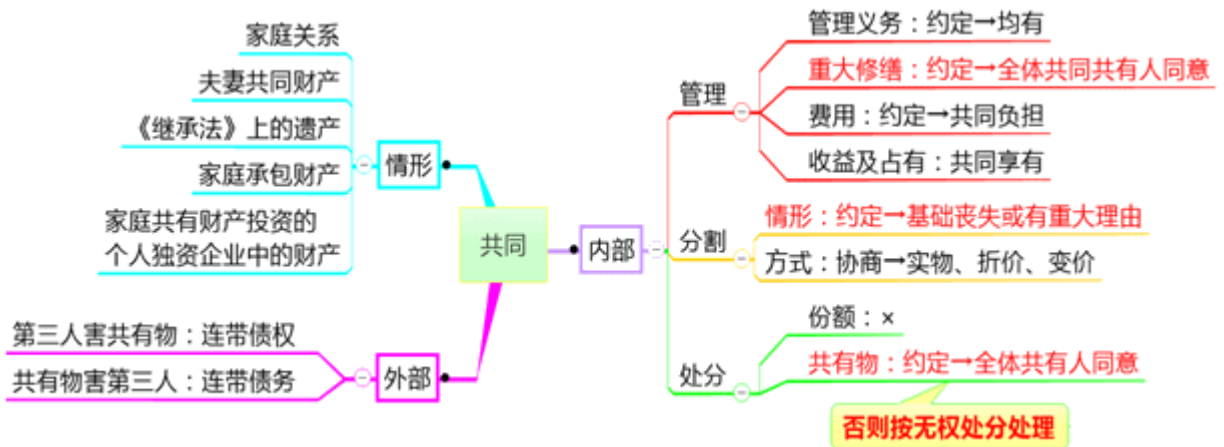 共同
情形
家庭关系
夫妻共同财产
《继承法》上的遗产
家庭承包财产
家庭共有财产投资的
个人独资企业中的财产
外部
第三人害共有物：连带债权
共有物害第三人：连带债务
内部
管理
管理义务：约定→均有
重大修缮：约定→全体共同共有人同意
费用：约定→共同负担
收益及占有：共同享有
分割
情形：约定→基础丧失或有重大理由
方式：协商→实物、折价、变价
处分
份额：×
共有物：约定→全体共有人同意
否则按无权处分处理